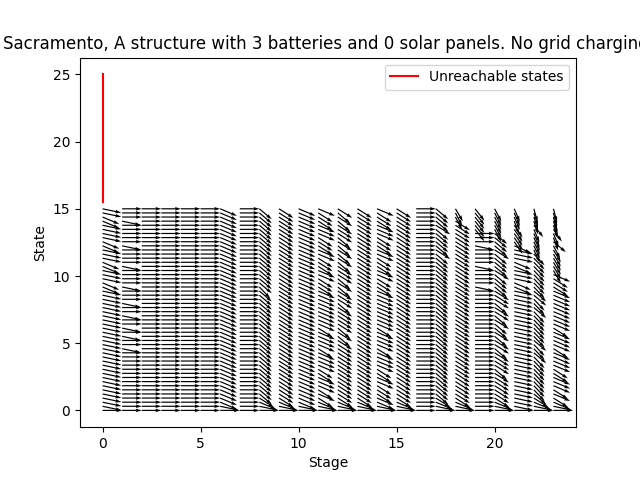 Sacramento, A structure with 3 batteries and 0 solar panels. No grid charging
Unreachable states
25
20
15
10
5
0
State
0 5 10 15 20
Stage